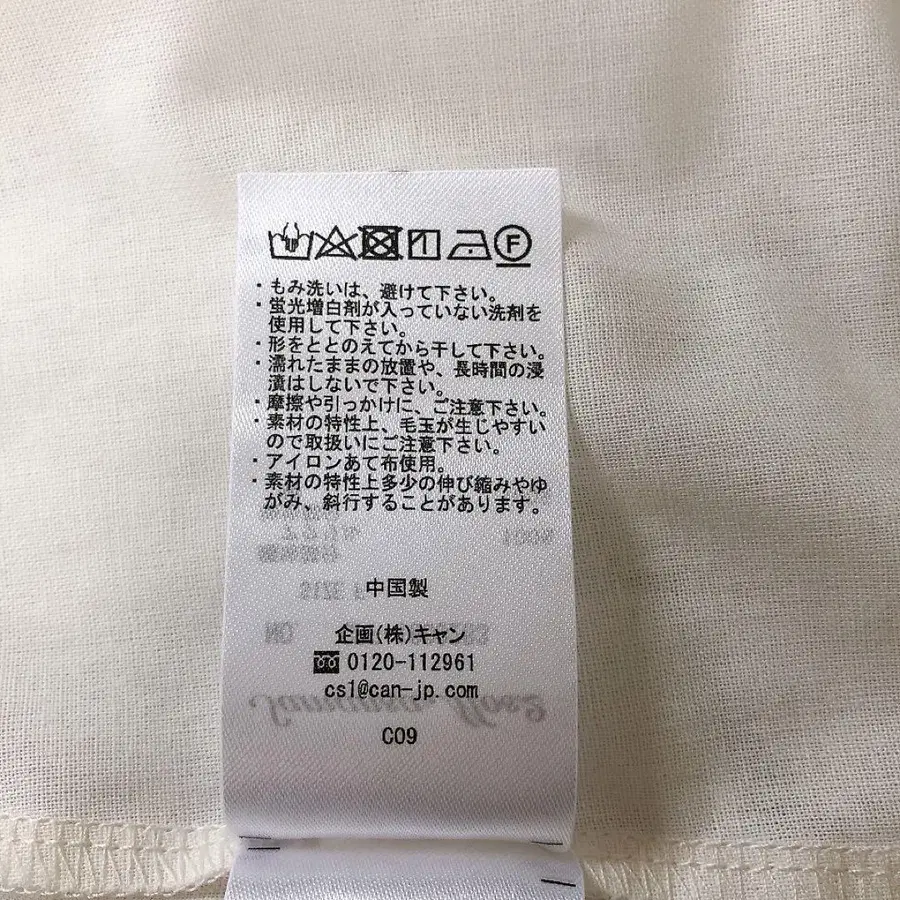 F
・もみ洗いは、避けて下さい。
・蛍光増白剤が入っていない洗剤を
使用して下さい。
・形をととのえてから干して下さい。
・濡れたままの放置や、長時間の浸
漬はしないで下さい。
・摩擦や引っかけに、ご注意下さい。
・素材の特性上、毛玉が生じやすい
ので取扱いにご注意下さい。
・アイロンあて布使用。
・素材の特性上多少の伸び縮みやゆ
がみ、斜行することがあります。
SIZE F
中国製
NO.
企画(株)キャン
0120-112961
cs1@can-jp.com
C09